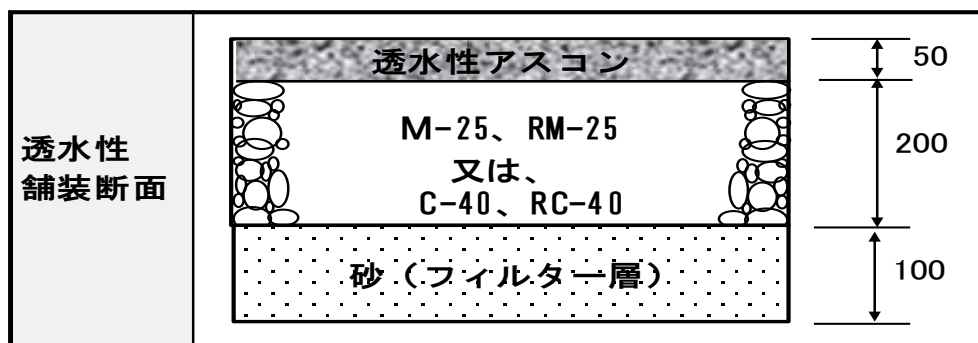 透水性
舗装断面
透水性アスコン
M-25、RM-25
又は、
C-40、RC-40
砂（フィルター層）
50
200
100